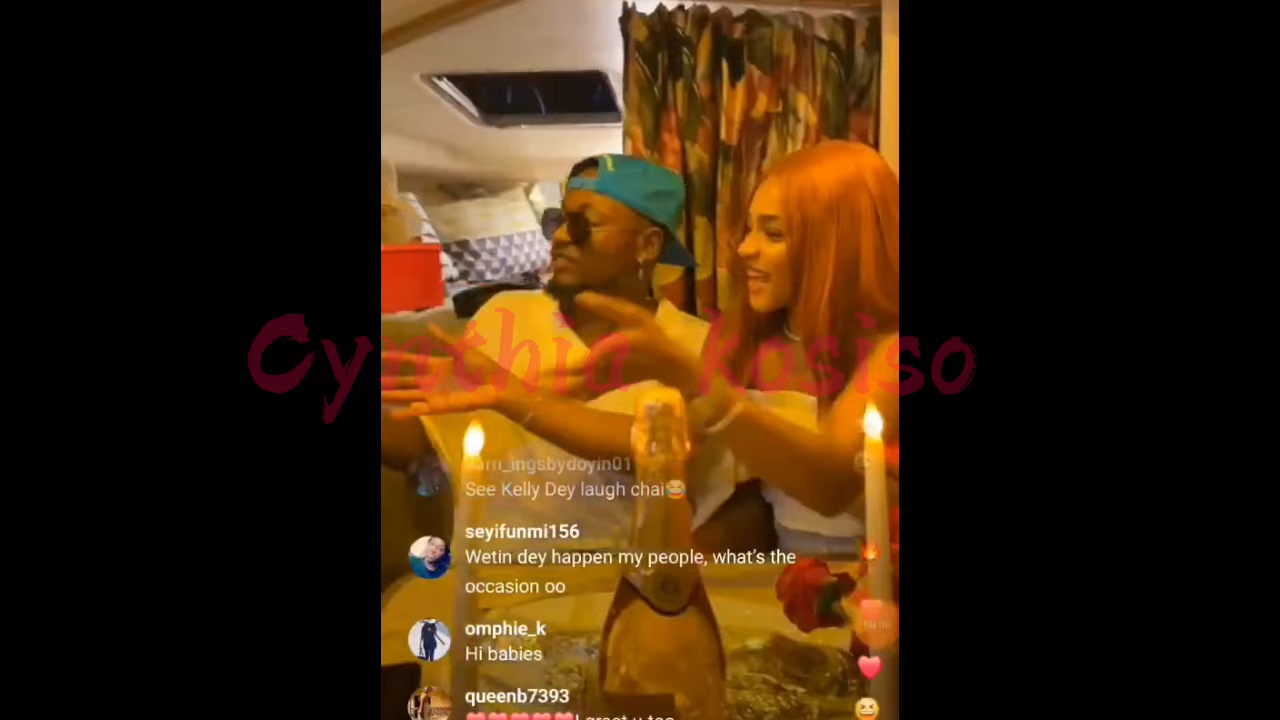 Cynthia kosiso
See Kelly Dey laugh chai😂
seyifunmi156
Wetin dey happen my people, what's the
occasion oo
omphie_k
Hi babies
queenb7393